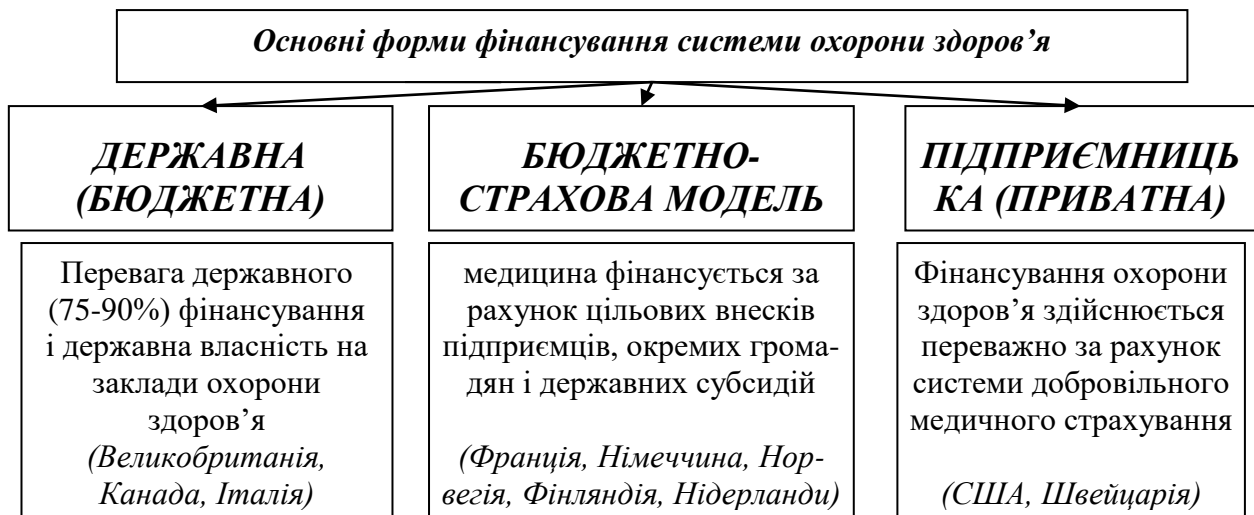 Основні форми фінансування системи охорони здоров’я
ДЕРЖАВНА
(БЮДЖЕТНА)
Перевага державного
(75-90%) фінансування
і державна власність на
заклади охорони
здоров’я
(Великобританія,
Канада, Італія)
БЮДЖЕТНО-
СТРАХОВА МОДЕЛЬ
медицина фінансується за
рахунок цільових внесків
підприємців, окремих грома-
дян і державних субсидій
(Франція, Німеччина, Нор-
вегія, Фінляндія, Нідерланди)
ПІДПРИЄМНИЦЬ
КА (ПРИВАТНА)
Фінансування охорони
здоров’я здійснюється
переважно за рахунок
системи добровільного
медичного страхування
(США, Швейцарія)